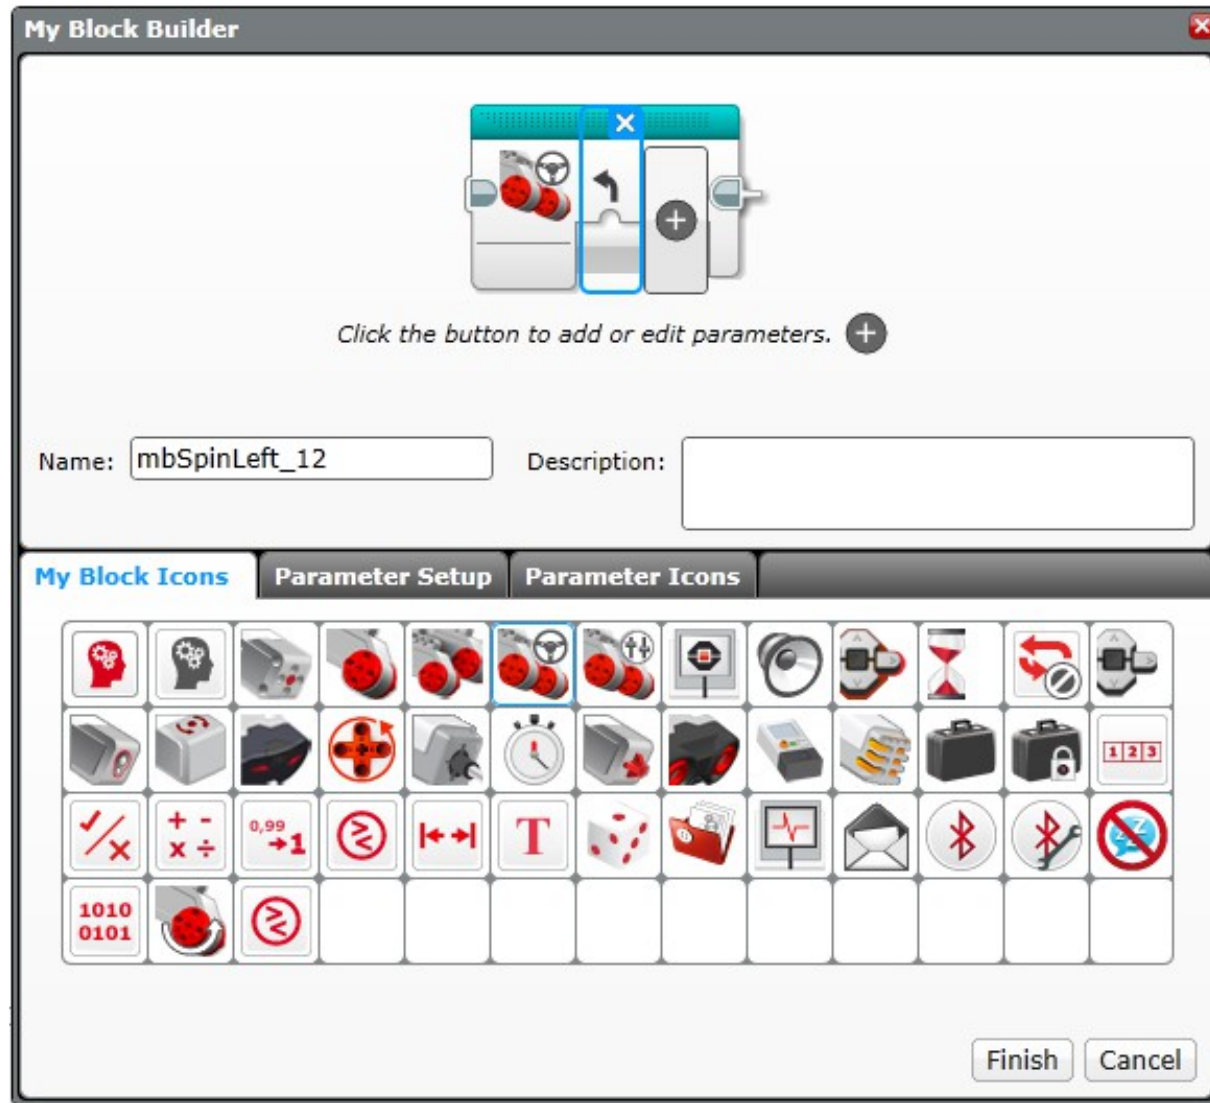 My Block Builder
Click the button to add or edit parameters.
Name: mbSpinLeft_12 Description:
My Block Icons Parameter Setup Parameter Icons
1 2 3
+ -
x ÷
0,99
→1
T
1010
0101
Finish Cancel